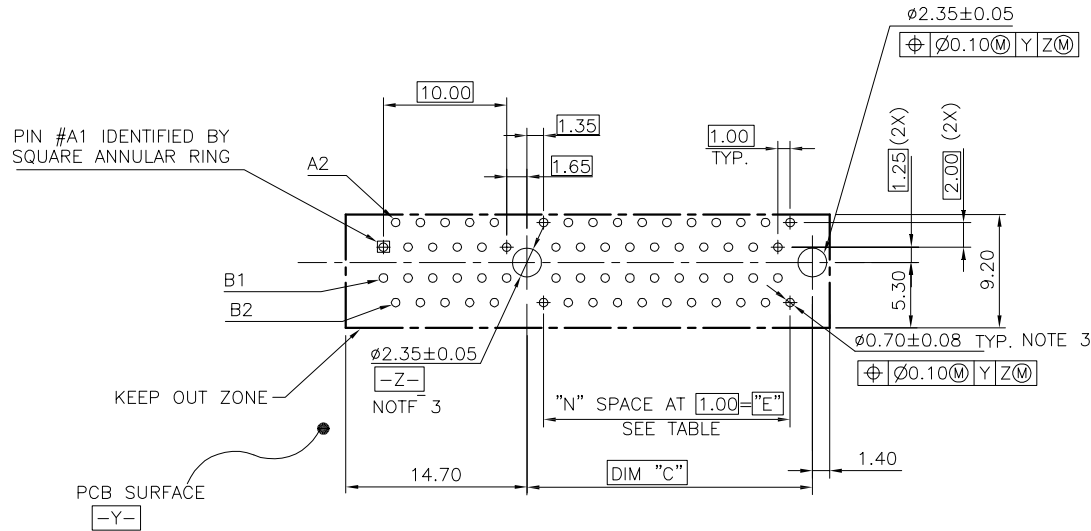 ø2.35±0.05
⌖ Ø0.10Ⓜ Y ZⓂ
10.00
1.35
1.65
1.00
TYP.
1.25 (2X)
2.00 (2X)
PIN #A1 IDENTIFIED BY
SQUARE ANNULAR RING
A2
B1
B2
5.30
9.20
ø2.35±0.05
-Z-
NOTF 3
ø0.70±0.08 TYP. NOTE 3
⌖ Ø0.10Ⓜ Y ZⓂ
KEEP OUT ZONE
"N" SPACE AT 1.00="E"
SEE TABLE
14.70
DIM "C"
1.40
PCB SURFACE
-Y-